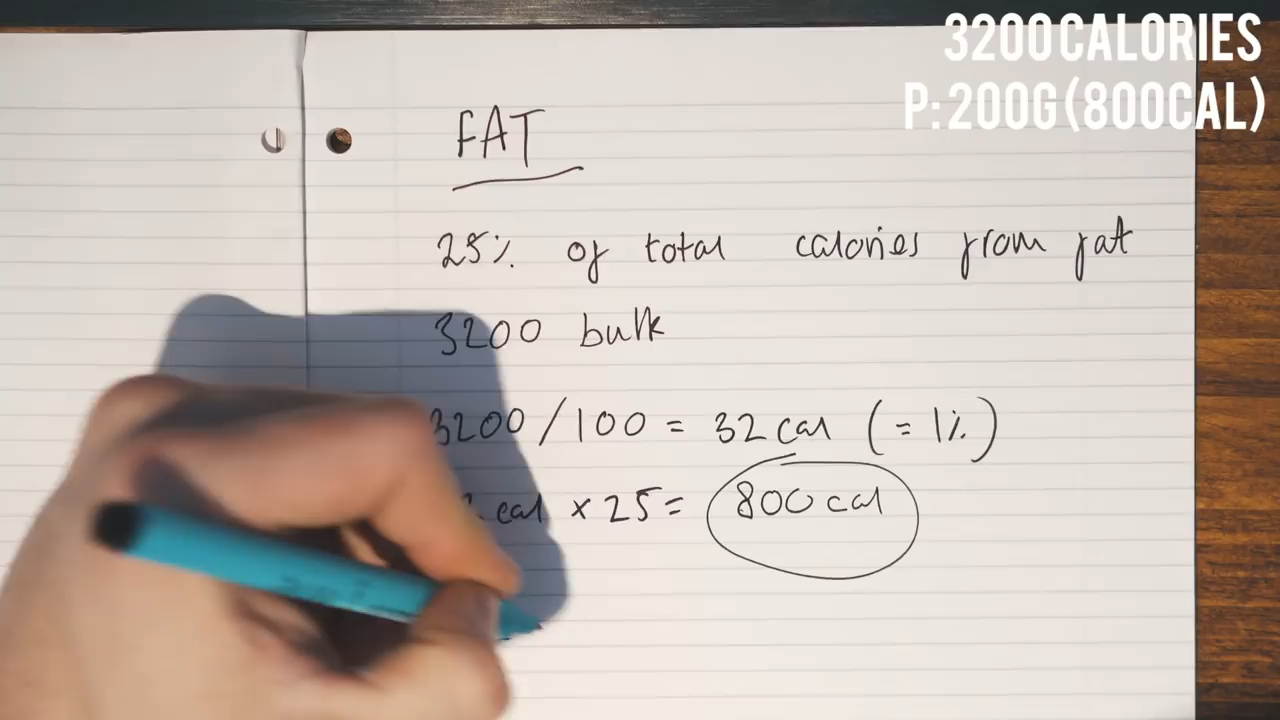 3200 CALORIES
P: 200G (800CAL)
FAT
25% of total calories from fat
3200 bulk
3200 / 100 = 32 cal (= 1%)
cal × 25 = 800 cal